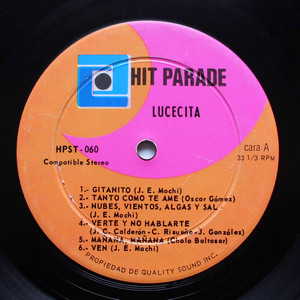 HIT PARADE
LUCECITA
HPST-060
Compatible Stereo
cara A
33 1/3 RPM
1.- GITANITO (J. E. Mochi)
2.- TANTO COMO TE AME (Oscar Gómez)
3.- NUBES, VIENTOS, ALGAS Y SAL
(J. E. Mochi)
4.- VERTE Y NO HABLARTE
(J. C. Calderón- C. Risueño- J. González)
5.- MAÑANA, MAÑANA (Chafo Baltasar)
6.- VEN (J. E. Mochi)
PROPIEDAD DE QUALITY SOUND INC.